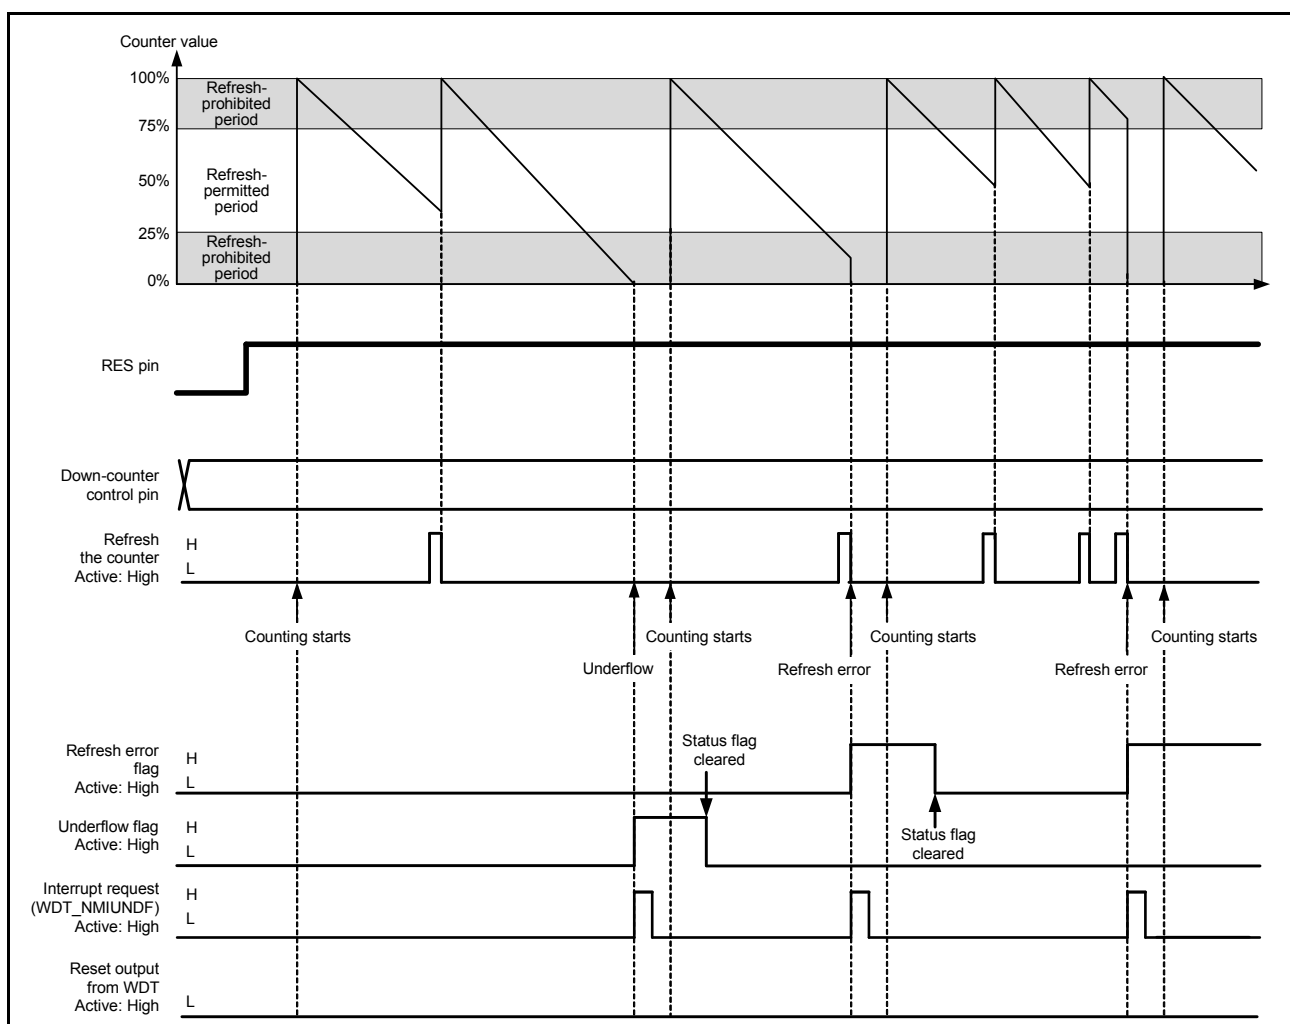 Counter value
100%
Refresh-
prohibited
period
75%
50%
Refresh-
permitted
period
25%
Refresh-
prohibited
period
0%
RES pin
Down-counter
control pin
Refresh
the counter
Active: High
H
L
Counting starts
Counting starts
Counting starts
Counting starts
Underflow
Refresh error
Refresh error
Refresh error
flag
Active: High
H
L
Status flag
cleared
Underflow flag
Active: High
H
L
Status flag
cleared
Interrupt request
(WDT_NMIUNDF)
Active: High
H
L
Reset output
from WDT
Active: High
L